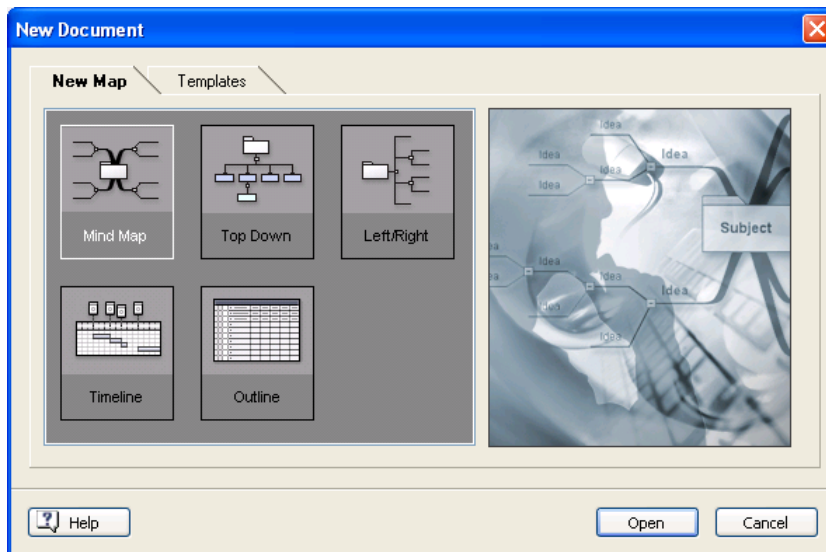 New Document
New Map
Templates
Mind Map
Top Down
Left/Right
Timeline
Outline
Idea
Idea
Idea
Idea
Subject
Idea
Idea
Idea
Idea
Idea
Help
Open
Cancel